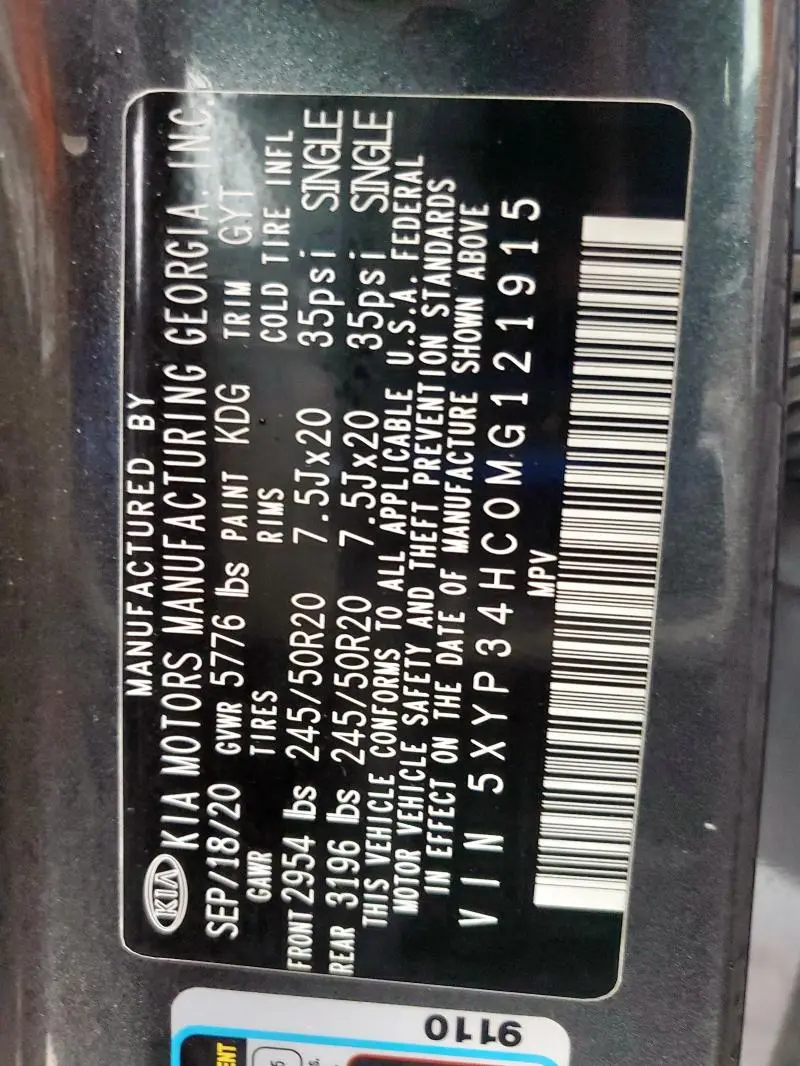 MANUFACTURED BY
KIA KIA MOTORS MANUFACTURING GEORGIA. INC.
SEP/18/20 GVWR 5776 lbs PAINT KDG TRIM GYT
GAWR TIRES RIMS COLD TIRE INFL
FRONT 2954 lbs 245/50R20 7.5Jx20 35psi SINGLE
REAR 3196 lbs 245/50R20 7.5Jx20 35psi SINGLE
THIS VEHICLE CONFORMS TO ALL APPLICABLE U.S.A. FEDERAL
MOTOR VEHICLE SAFETY AND THEFT PREVENTION STANDARDS
IN EFFECT ON THE DATE OF MANUFACTURE SHOWN ABOVE
VIN 5XYP34HC0MG121915
MPV
9110